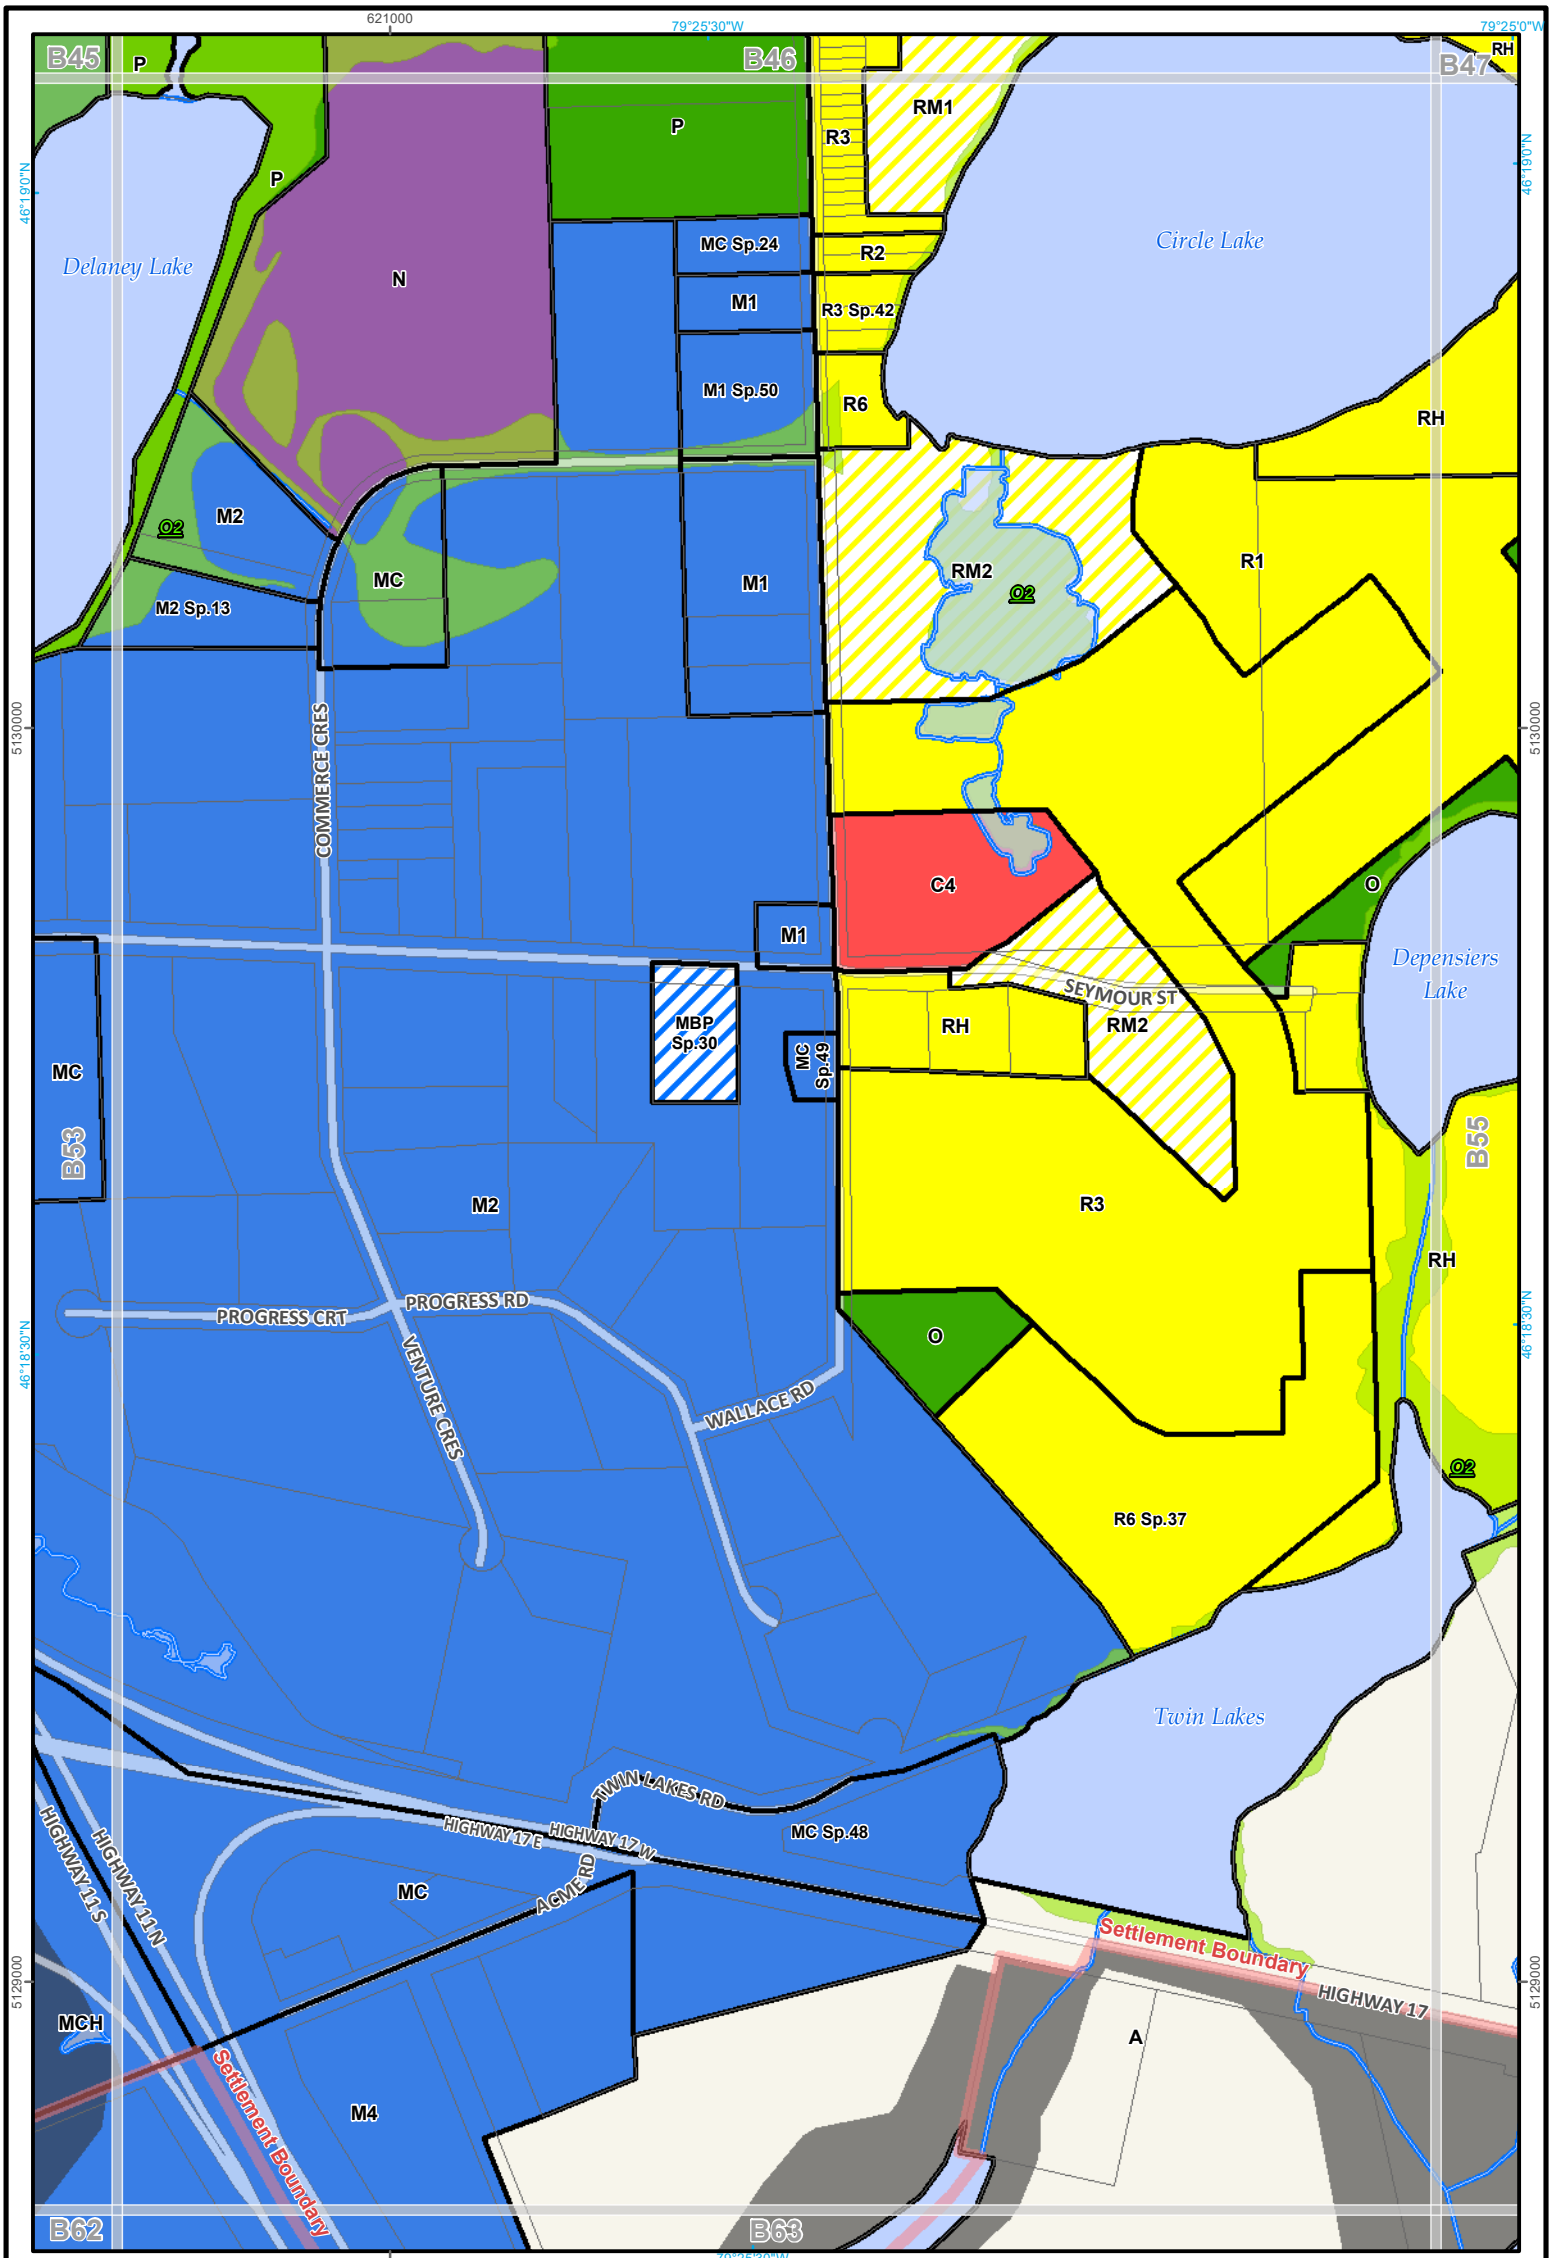 621000
79°25'30"W
79°25'0"W
B45
P
B46
B47
RH
RM1
P
R3
46°19'0"N
46°19'0"N
P
MC Sp.24
R2
Circle Lake
Delaney Lake
N
M1
R3 Sp.42
M1 Sp.50
R6
RH
M2
O2
MC
M1
RM2
O2
R1
M2 Sp.13
5130000
5130000
COMMERCE CRES
C4
O
M1
Depensiers
Lake
SEYMOUR ST
MBP
Sp.30
RH
RM2
MC
Sp.49
MC
B53
B55
M2
R3
RH
PROGRESS CRT
PROGRESS RD
O
46°18'30"N
46°18'30"N
VENTURE CRES
WALLACE RD
O2
R6 Sp.37
Twin Lakes
TWIN LAKES RD
HIGHWAY 17 E
HIGHWAY 17 W
MC Sp.48
HIGHWAY 11 S
HIGHWAY 11 N
MC
ACME RD
Settlement Boundary
HIGHWAY 17
5129000
5129000
MCH
A
Settlement Boundary
M4
B62
B63
79°25'30"W